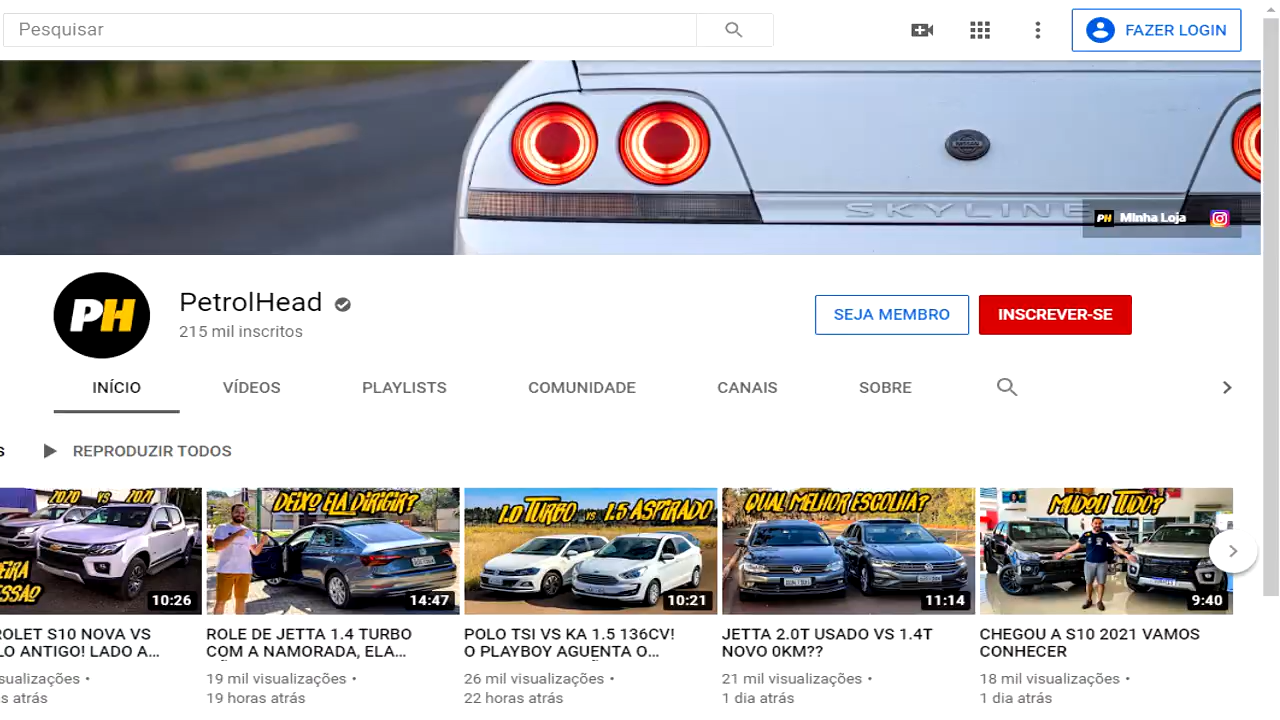 Pesquisar
FAZER LOGIN
NISSAN
SKYLINE
PH Minha Loja
PH
PetrolHead
215 mil inscritos
SEJA MEMBRO
INSCREVER-SE
INÍCIO
VÍDEOS
PLAYLISTS
COMUNIDADE
CANAIS
SOBRE
s
REPRODUZIR TODOS
2020 VS 2021
EIRA
SSÃO
10:26
DEIXO ELA DIRIGIR?
14:47
1.0 TURBO VS 1.5 ASPIRADO
10:21
QUAL MELHOR ESCOLHA?
11:14
MUDOU TUDO?
9:40
ROLET S10 NOVA VS
LO ANTIGO! LADO A...
sualizações •
s atrás
ROLE DE JETTA 1.4 TURBO
COM A NAMORADA, ELA...
19 mil visualizações •
19 horas atrás
POLO TSI VS KA 1.5 136CV!
O PLAYBOY AGUENTA O...
26 mil visualizações •
22 horas atrás
JETTA 2.0T USADO VS 1.4T
NOVO 0KM??
21 mil visualizações •
1 dia atrás
CHEGOU A S10 2021 VAMOS
CONHECER
18 mil visualizações •
1 dia atrás